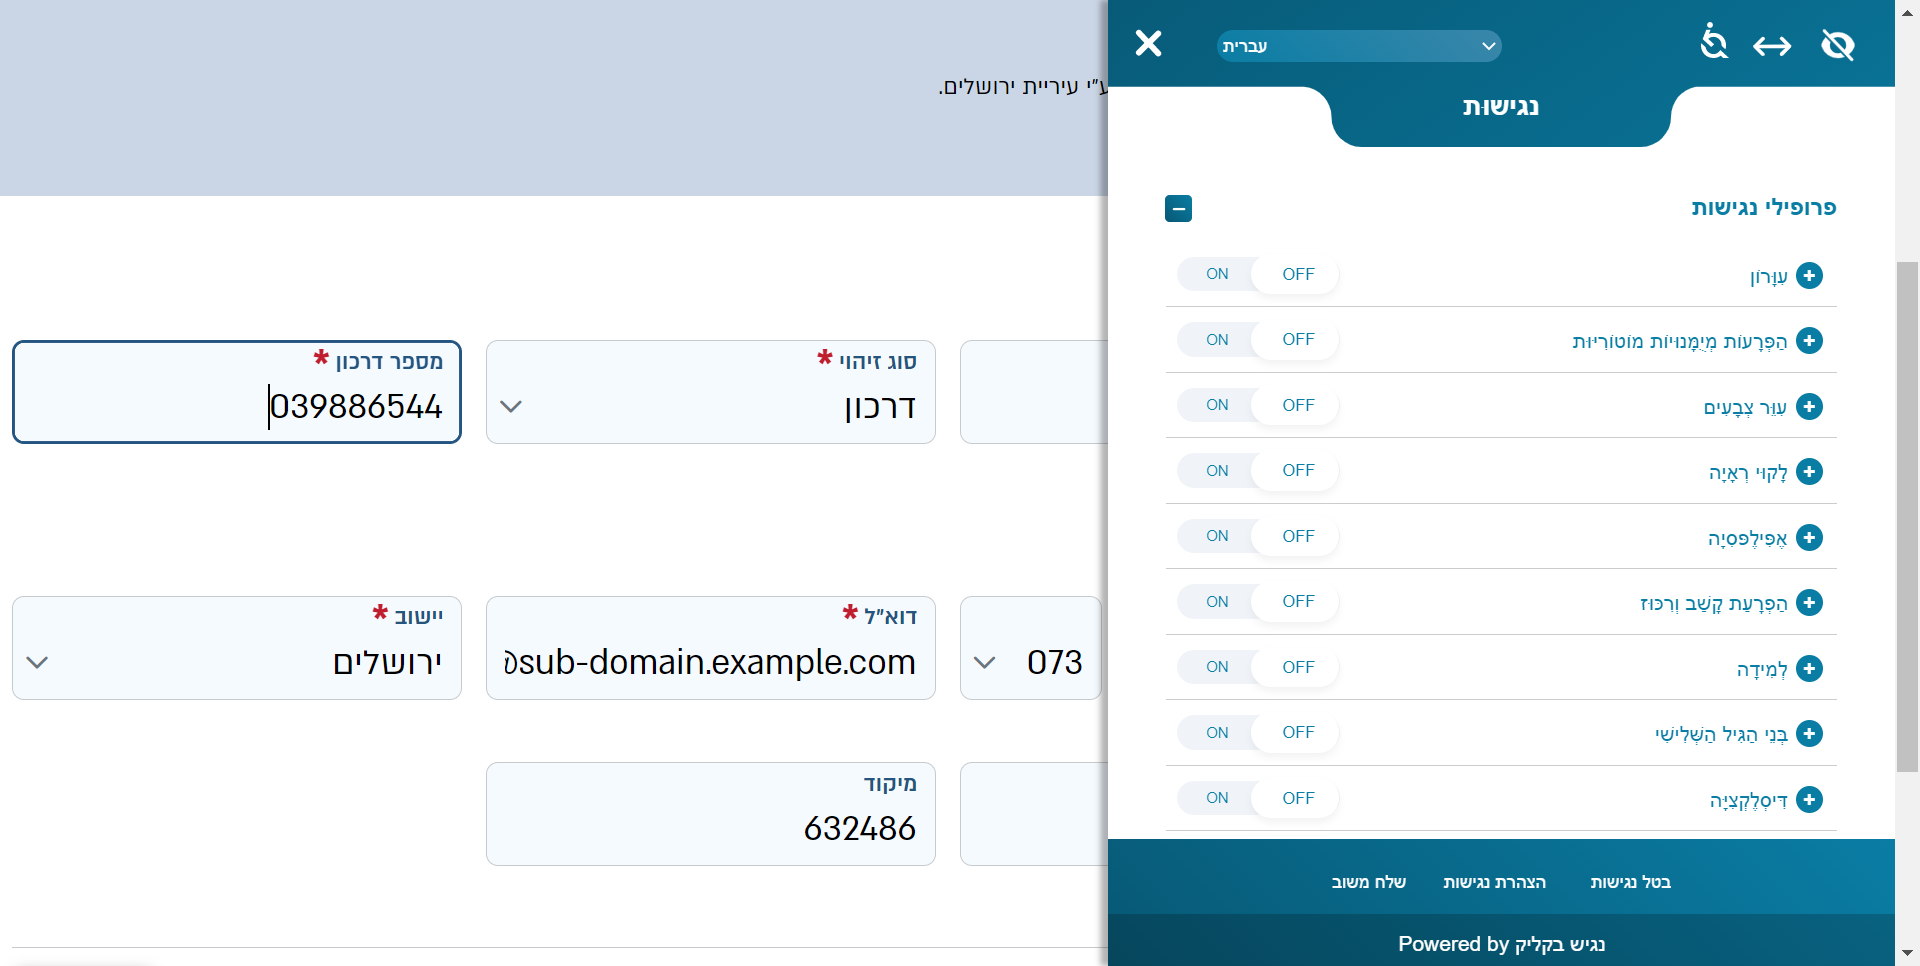 עברית
נגישות
ע"י עיריית ירושלים.
פרופילי נגישות
עִוָּרוֹן
OFF
ON
הַפְרָעוֹת מְיֻמָּנוּיוֹת מוֹטוֹרִיּוֹת
OFF
ON
עִוֵּר צְבָעִים
OFF
ON
לָקוּי רְאִיָּה
OFF
ON
אֶפִּילֶפְּסִיָּה
OFF
ON
הַפְרָעַת קֶשֶׁב וְרִכּוּז
OFF
ON
לְמִידָה
OFF
ON
בְּנֵי הַגִּיל הַשְּׁלִישִׁי
OFF
ON
דִּיסְלֶקְצִיָּה
OFF
ON
בטל נגישות
הצהרת נגישות
שלח משוב
Powered by נגיש בקליק
סוג זיהוי *
דרכון
מספר דרכון *
039886544
073
דוא"ל *
@sub-domain.example.com
יישוב *
ירושלים
מיקוד
632486